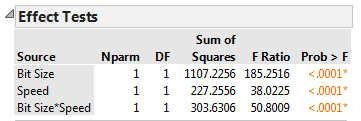 Effect Tests
Sum of
Source Nparm DF Squares F Ratio Prob > F
Bit Size 1 1 1107.2256 185.2516 <.0001*
Speed 1 1 227.2556 38.0225 <.0001*
Bit Size*Speed 1 1 303.6306 50.8009 <.0001*